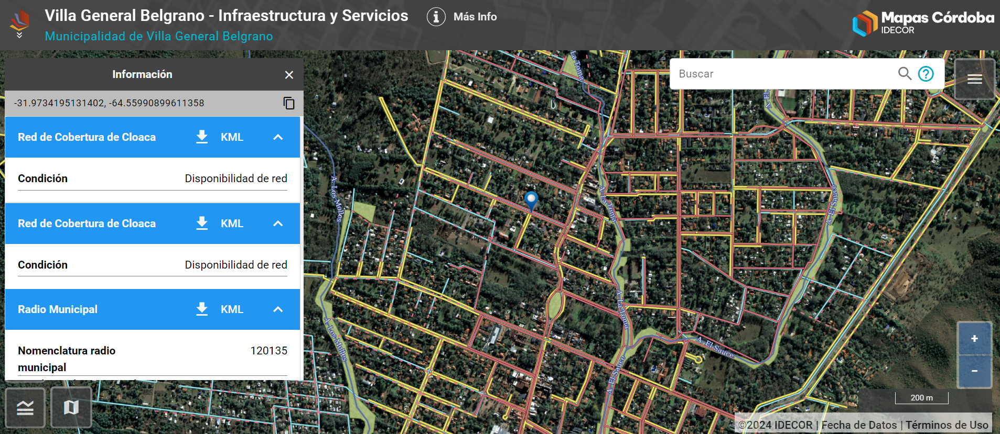 Villa General Belgrano - Infraestructura y Servicios
Más Info
Municipalidad de Villa General Belgrano
Mapas Córdoba
IDECOR
Información
-31.9734195131402, -64.55990899611358
Red de Cobertura de Cloaca
KML
Condición
Disponibilidad de red
Red de Cobertura de Cloaca
KML
Condición
Disponibilidad de red
Radio Municipal
KML
Nomenclatura radio
municipal
120135
Buscar
La Toma
A. El
A. Los Molles
A. La Toma
A. El Sauce
A. La Toma
A. Los Molles
A. El Sauce
A. El Sauce
+
-
200 m
©2024 IDECOR | Fecha de Datos | Términos de Uso